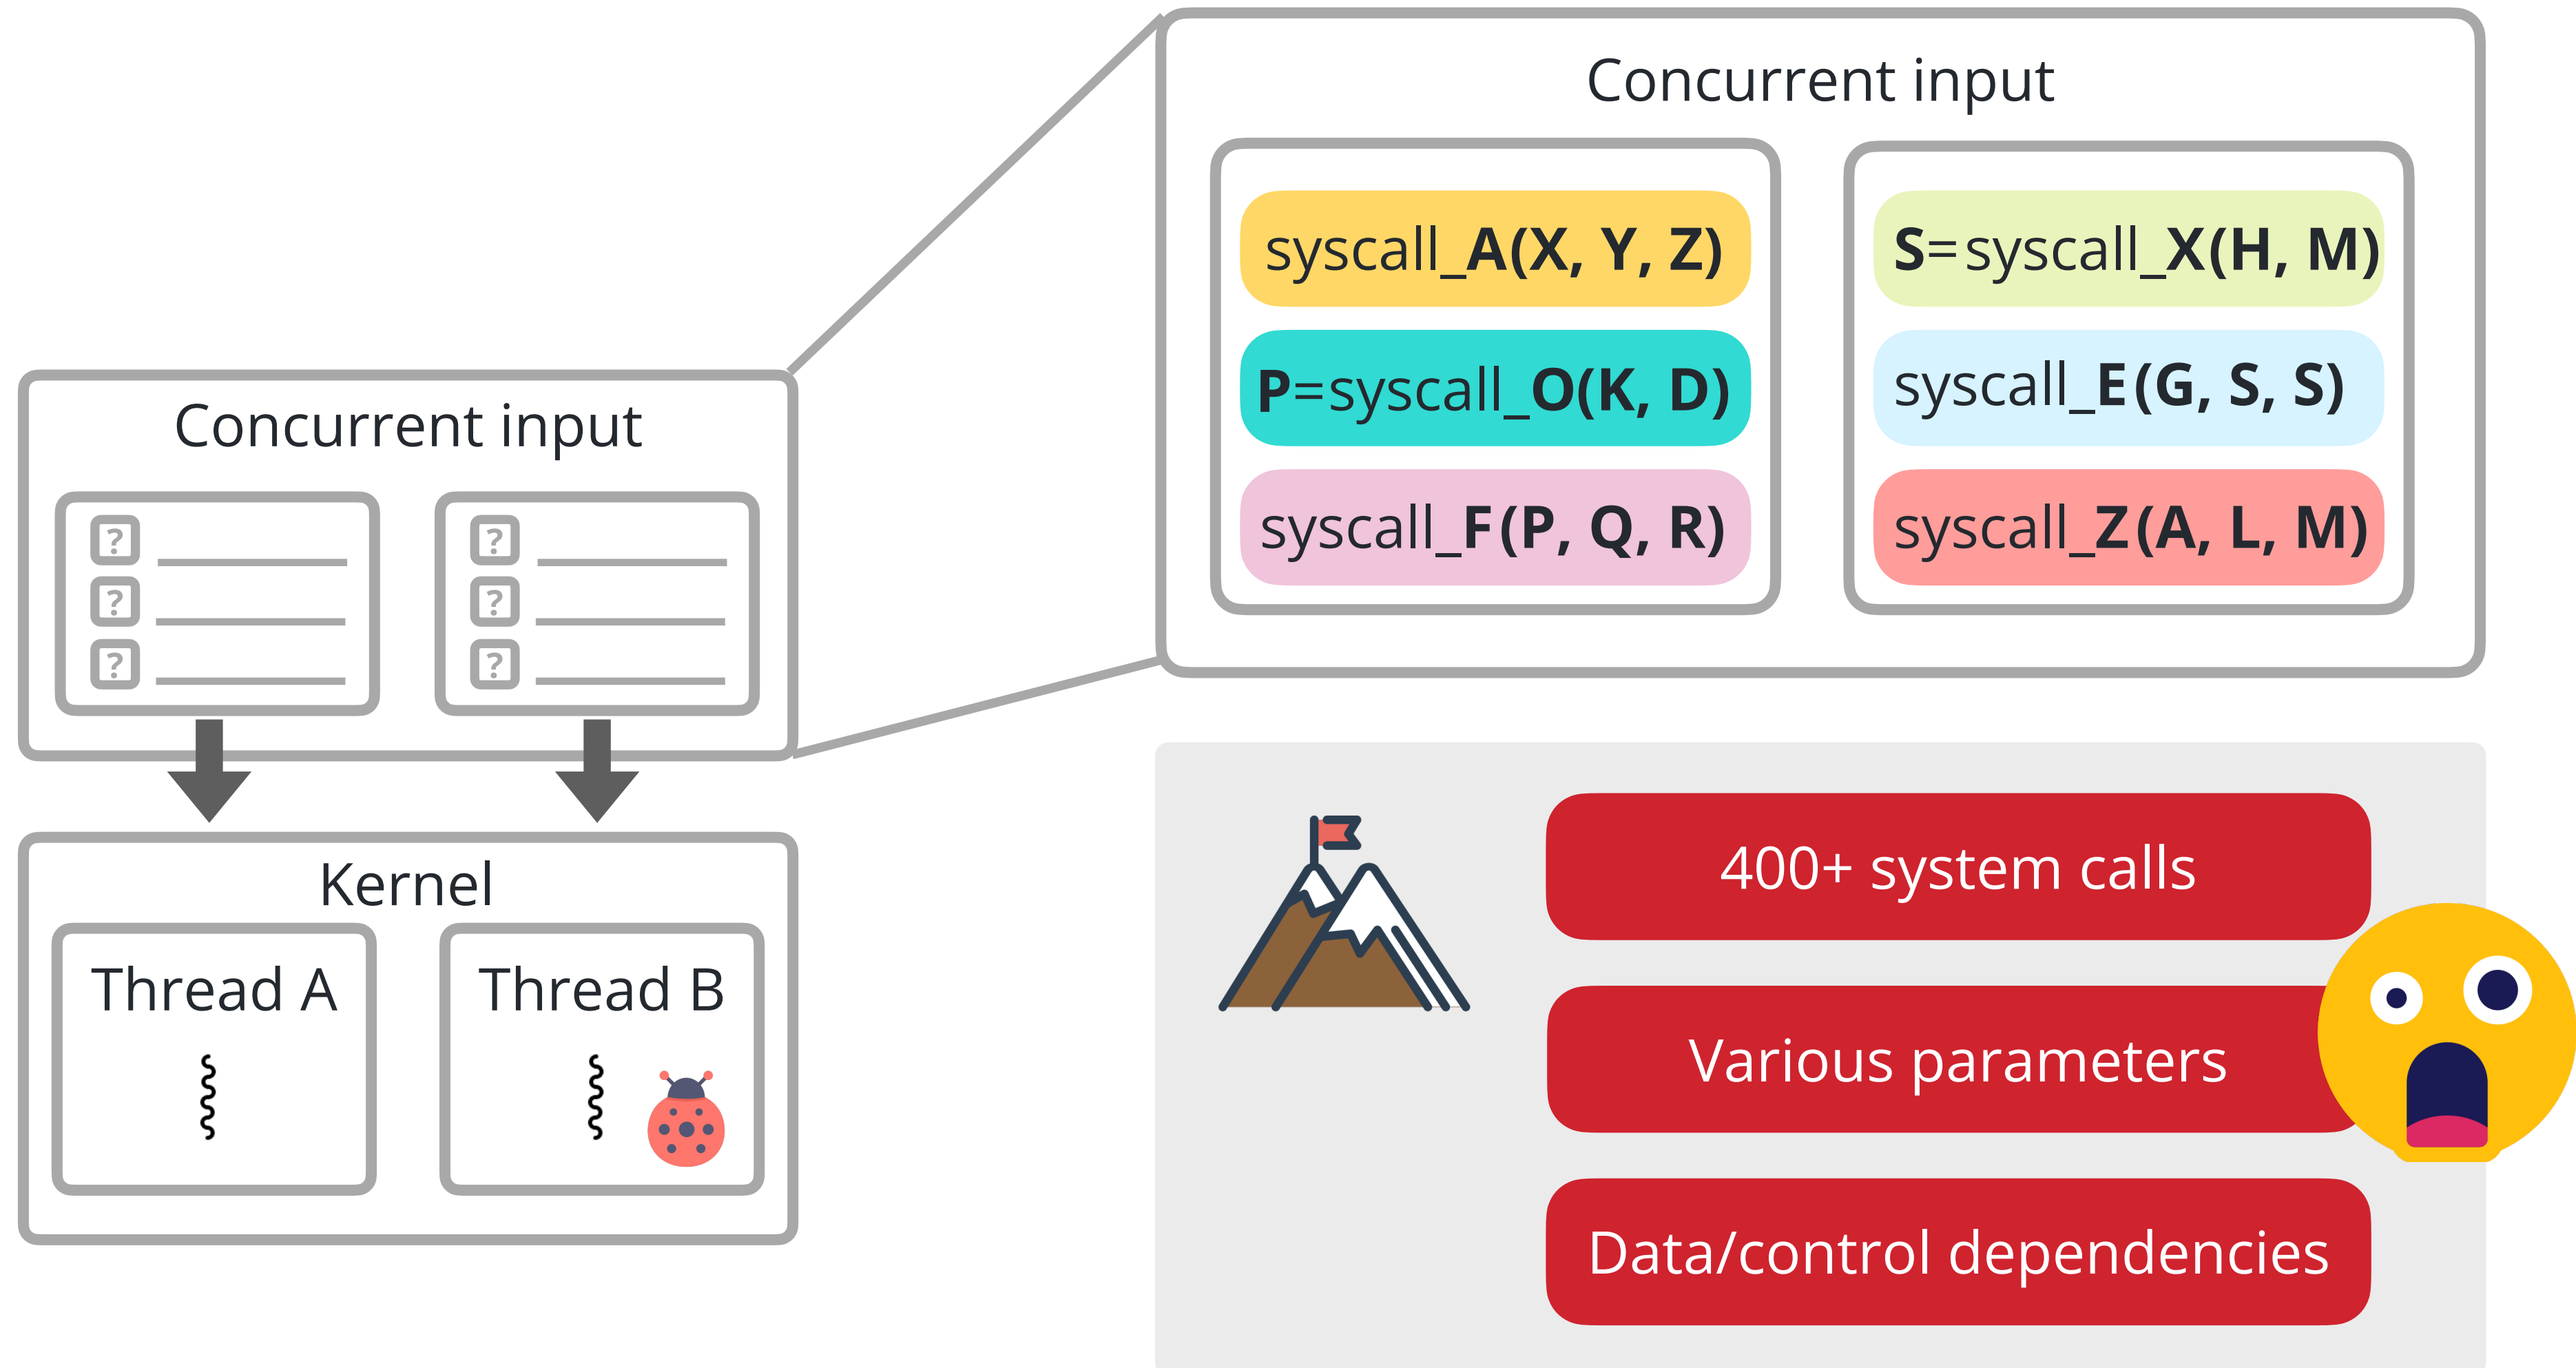 Concurrent input
?
?
?
?
?
?
Kernel
Thread A
Thread B
Concurrent input
syscall_A(X, Y, Z)
P=syscall_O(K, D)
syscall_F(P, Q, R)
S=syscall_X(H, M)
syscall_E(G, S, S)
syscall_Z(A, L, M)
400+ system calls
Various parameters
Data/control dependencies